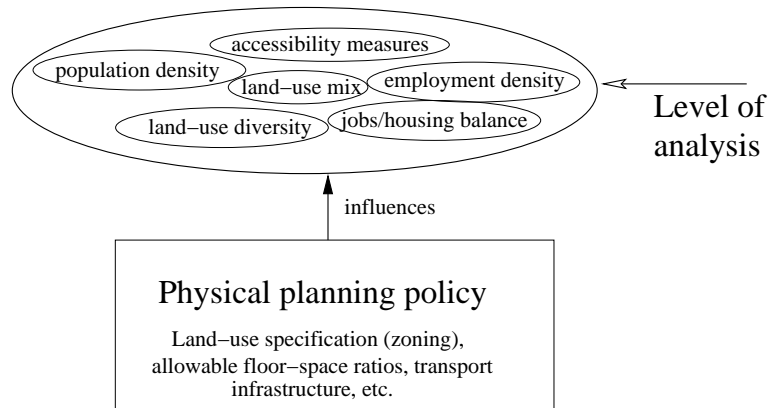 accessibility measures
population density
employment density
land−use mix
land−use diversity
jobs/housing balance
Level of
analysis
influences
Physical planning policy
Land−use specification (zoning),
allowable floor−space ratios, transport
infrastructure, etc.